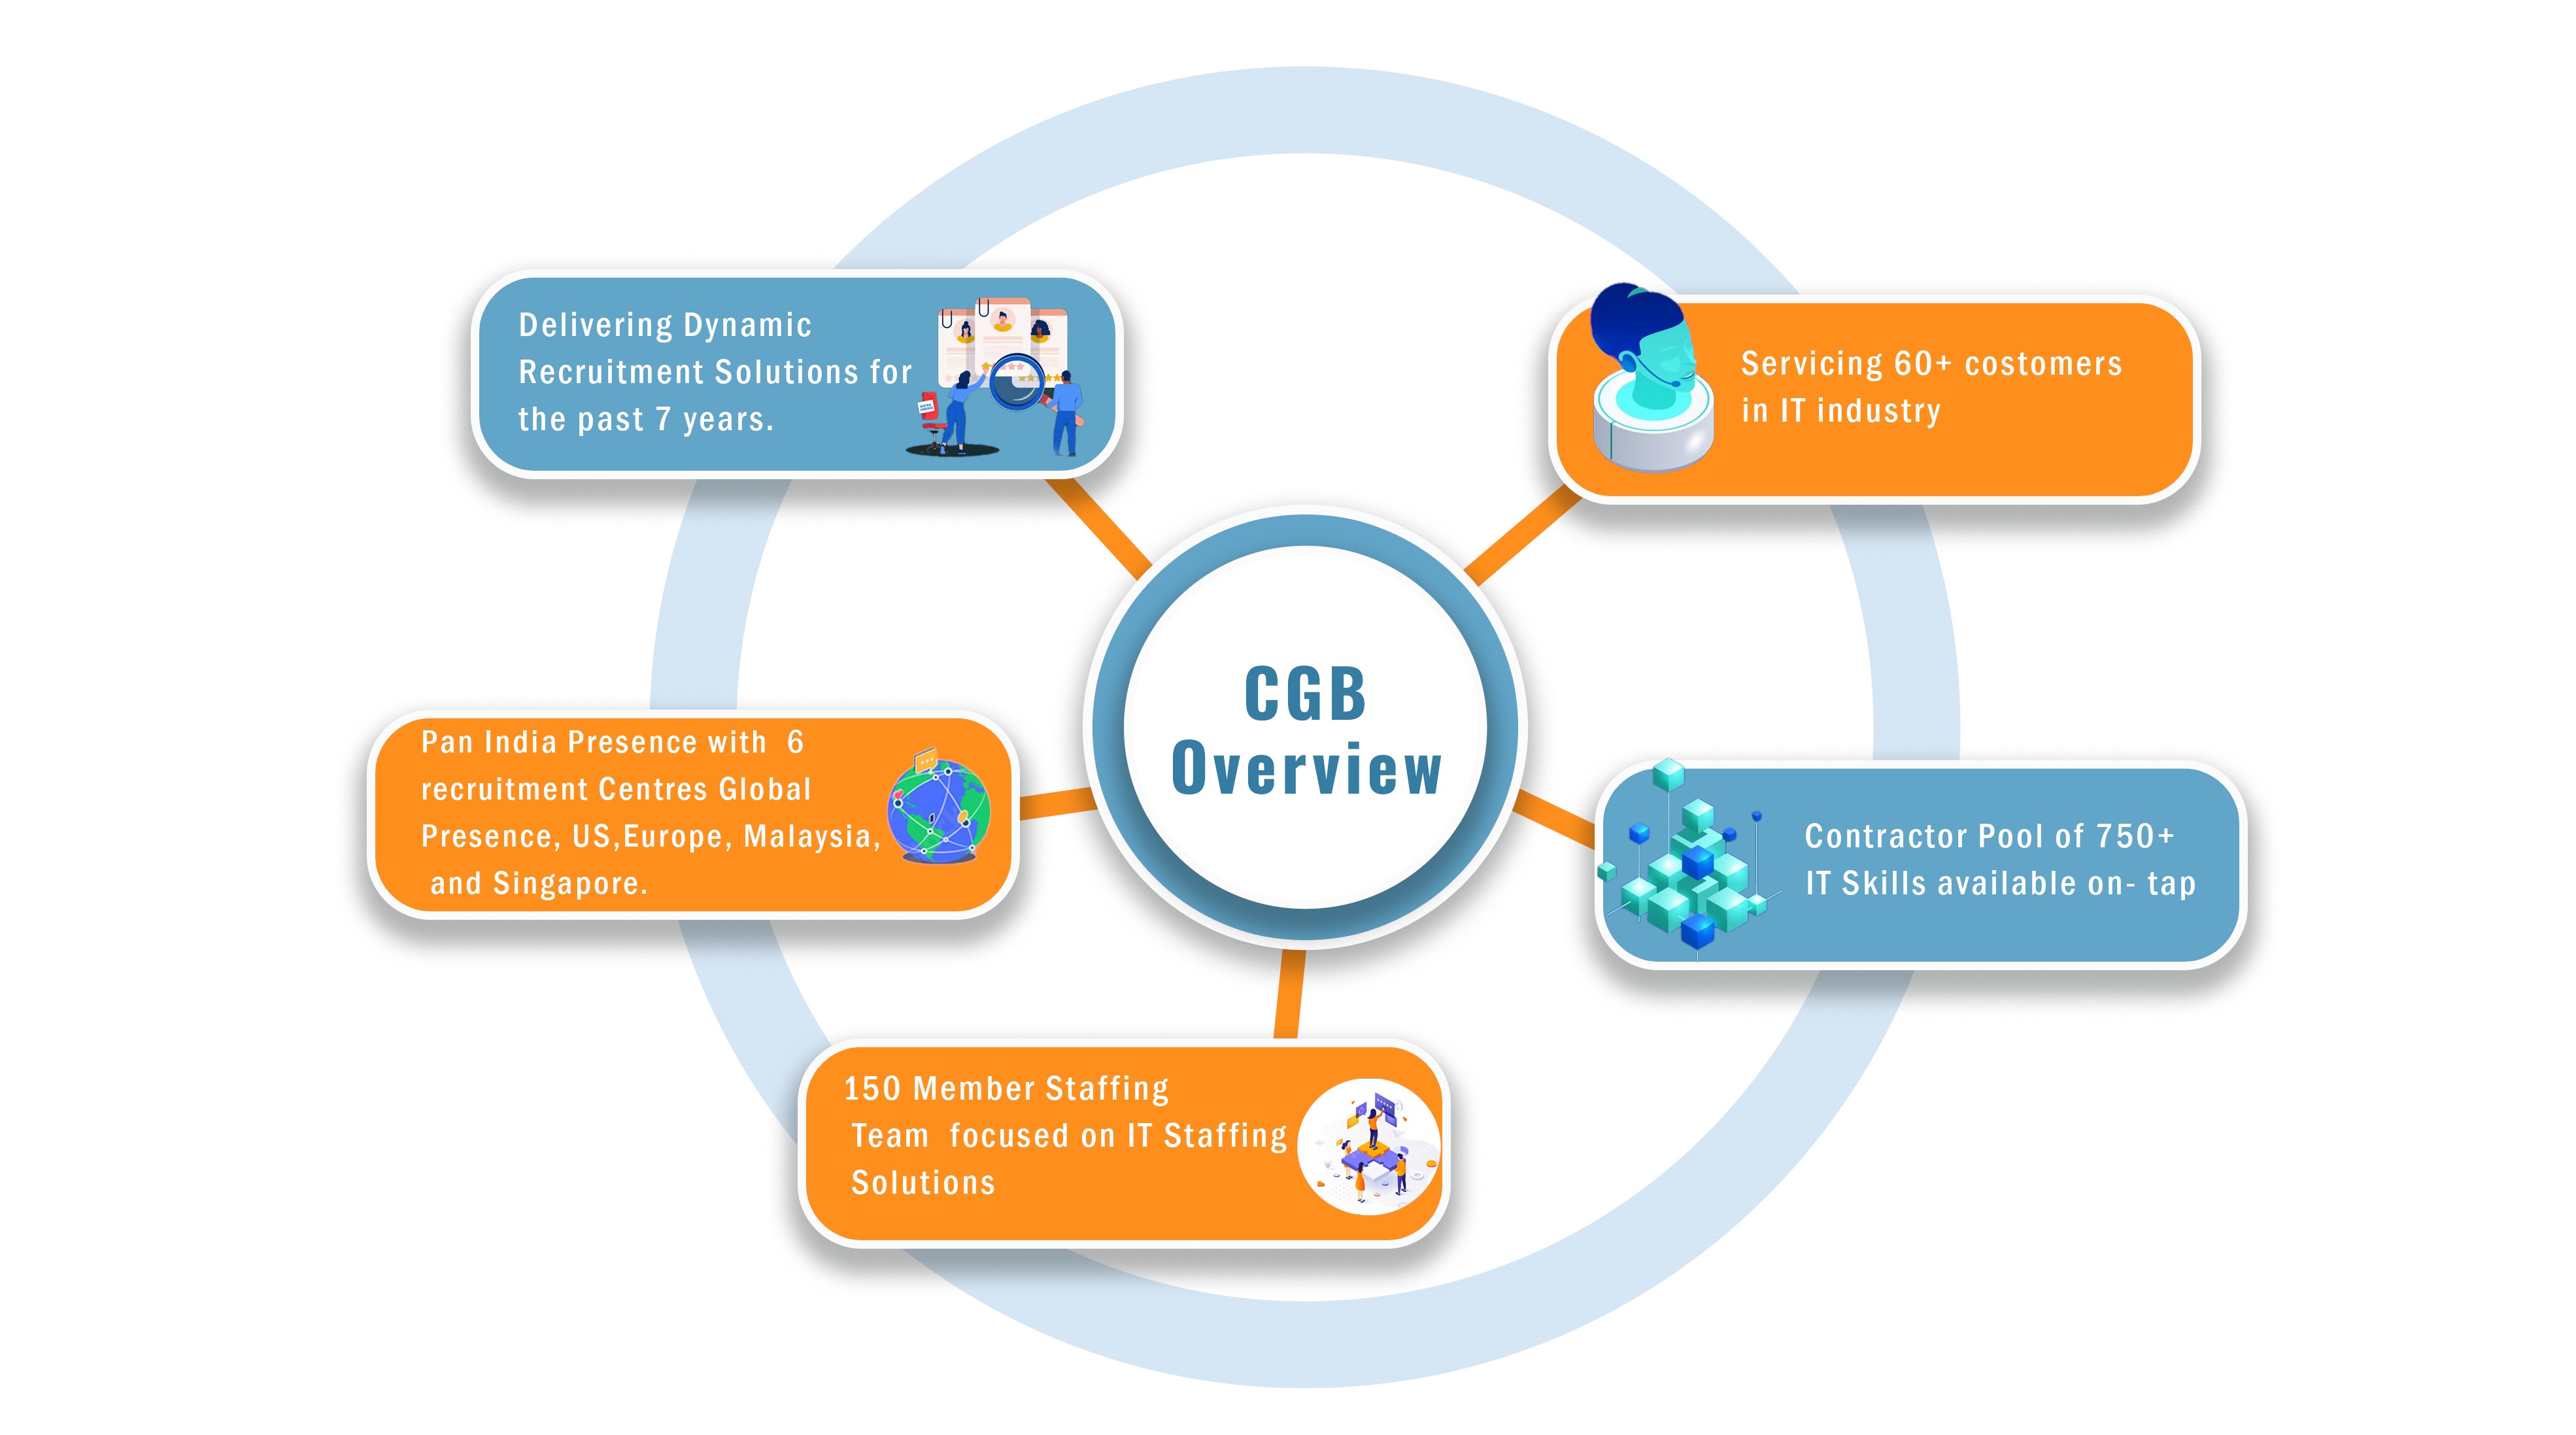 Delivering Dynamic
Recruitment Solutions for
the past 7 years.
Servicing 60+ costomers
in IT industry
CGB
Overview
Pan India Presence with 6
recruitment Centres Global
Presence, US,Europe, Malaysia,
and Singapore.
Contractor Pool of 750+
IT Skills available on- tap
150 Member Staffing
Team focused on IT Staffing
Solutions